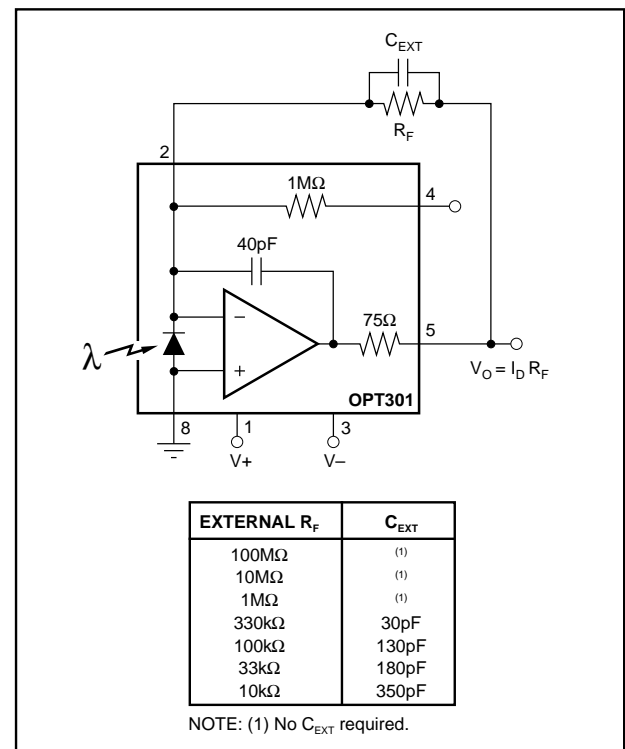 C_EXT
R_F
2
1MΩ
4
40pF
75Ω
5
−
+
λ
V_O = I_D R_F
OPT301
8
1
3
V+
V–
EXTERNAL R_F C_EXT
100MΩ (1)
10MΩ (1)
1MΩ (1)
330kΩ 30pF
100kΩ 130pF
33kΩ 180pF
10kΩ 350pF
NOTE: (1) No C_EXT required.